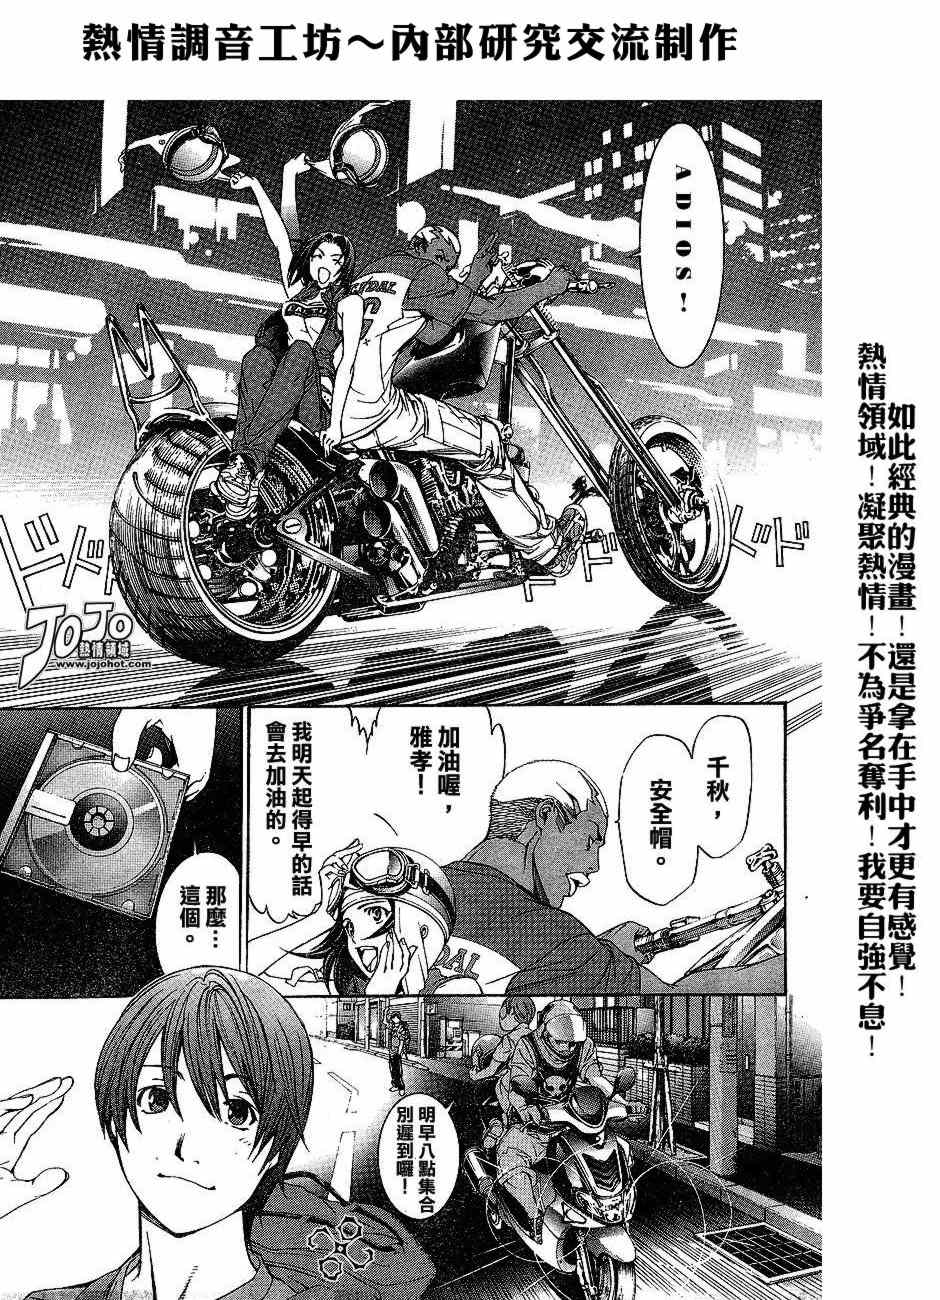 熱情調音工坊～內部研究交流制作
ADIOS!
ドドド
ドドド
JOJO
熱情領域
www.jojohot.com
如此經典的漫畫！還是拿在手中才更有感覺！
熱情領域！凝聚熱情！不為爭名奪利！我要自強不息！
千秋，
安全帽。
加油喔，
雅孝！
我明天起得早的話
會去加油的。
DAL
那麼…
這個。
明早八點集合
別遲到囉！